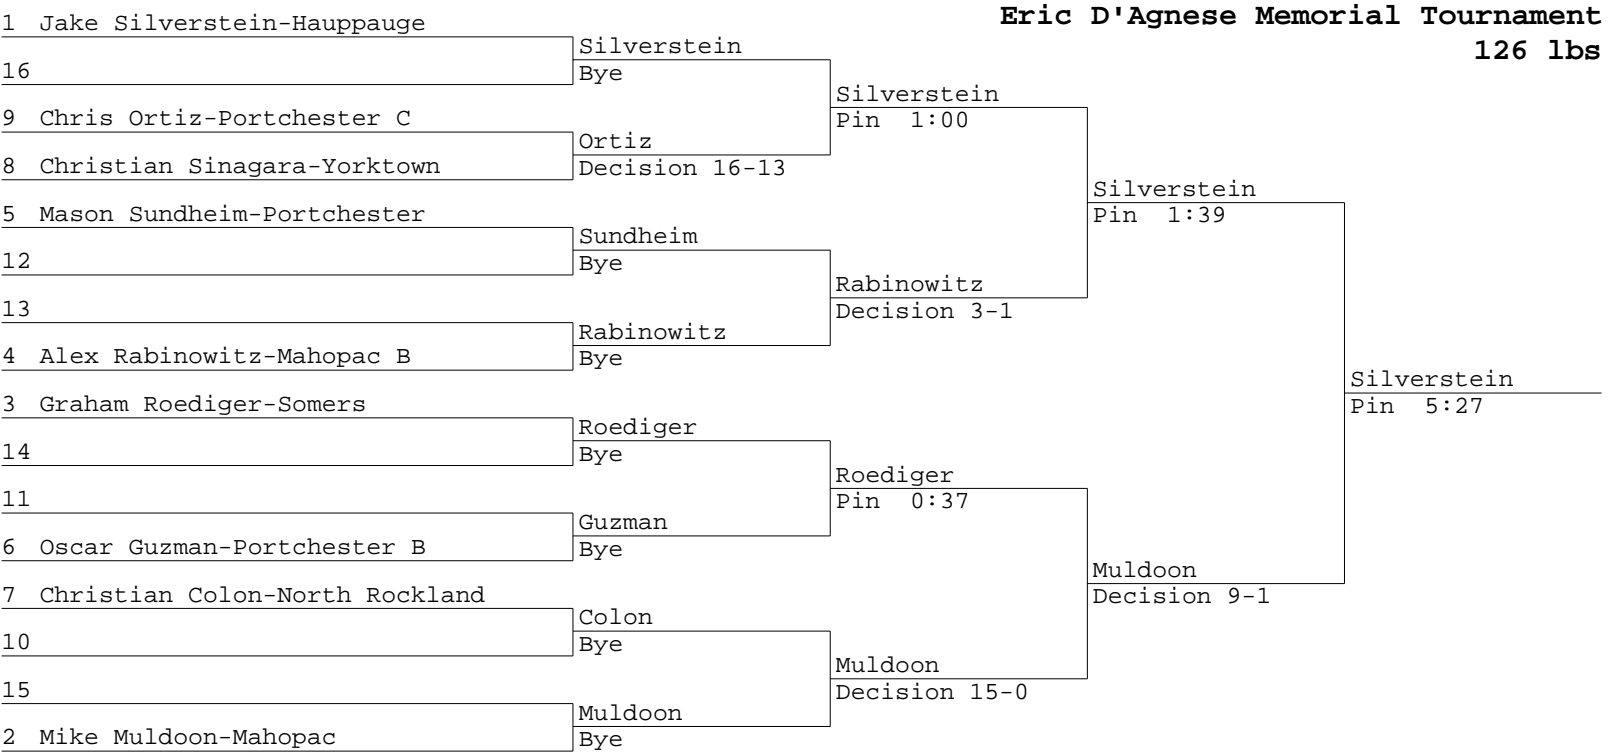 Eric D'Agnese Memorial Tournament
126 lbs
1 Jake Silverstein-Hauppauge
16
9 Chris Ortiz-Portchester C
8 Christian Sinagara-Yorktown
5 Mason Sundheim-Portchester
12
13
4 Alex Rabinowitz-Mahopac B
3 Graham Roediger-Somers
14
11
6 Oscar Guzman-Portchester B
7 Christian Colon-North Rockland
10
15
2 Mike Muldoon-Mahopac
Silverstein
Bye
Ortiz
Decision 16-13
Sundheim
Bye
Rabinowitz
Bye
Roediger
Bye
Guzman
Bye
Colon
Bye
Muldoon
Bye
Silverstein
Pin 1:00
Rabinowitz
Decision 3-1
Roediger
Pin 0:37
Muldoon
Decision 15-0
Silverstein
Pin 1:39
Muldoon
Decision 9-1
Silverstein
Pin 5:27